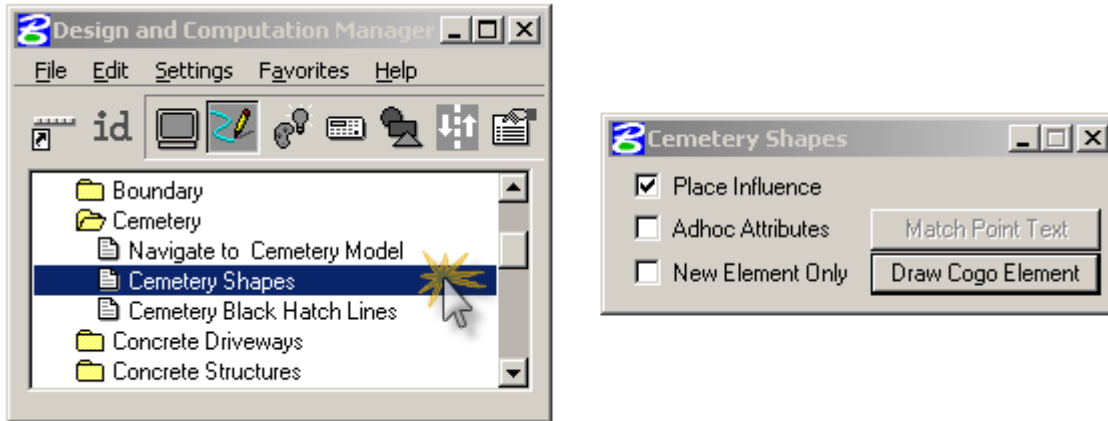 Design and Computation Manager
File Edit Settings Favorites Help
id
Boundary
Cemetery
Navigate to Cemetery Model
Cemetery Shapes
Cemetery Black Hatch Lines
Concrete Driveways
Concrete Structures
Cemetery Shapes
Place Influence
Adhoc Attributes Match Point Text
New Element Only Draw Cogo Element